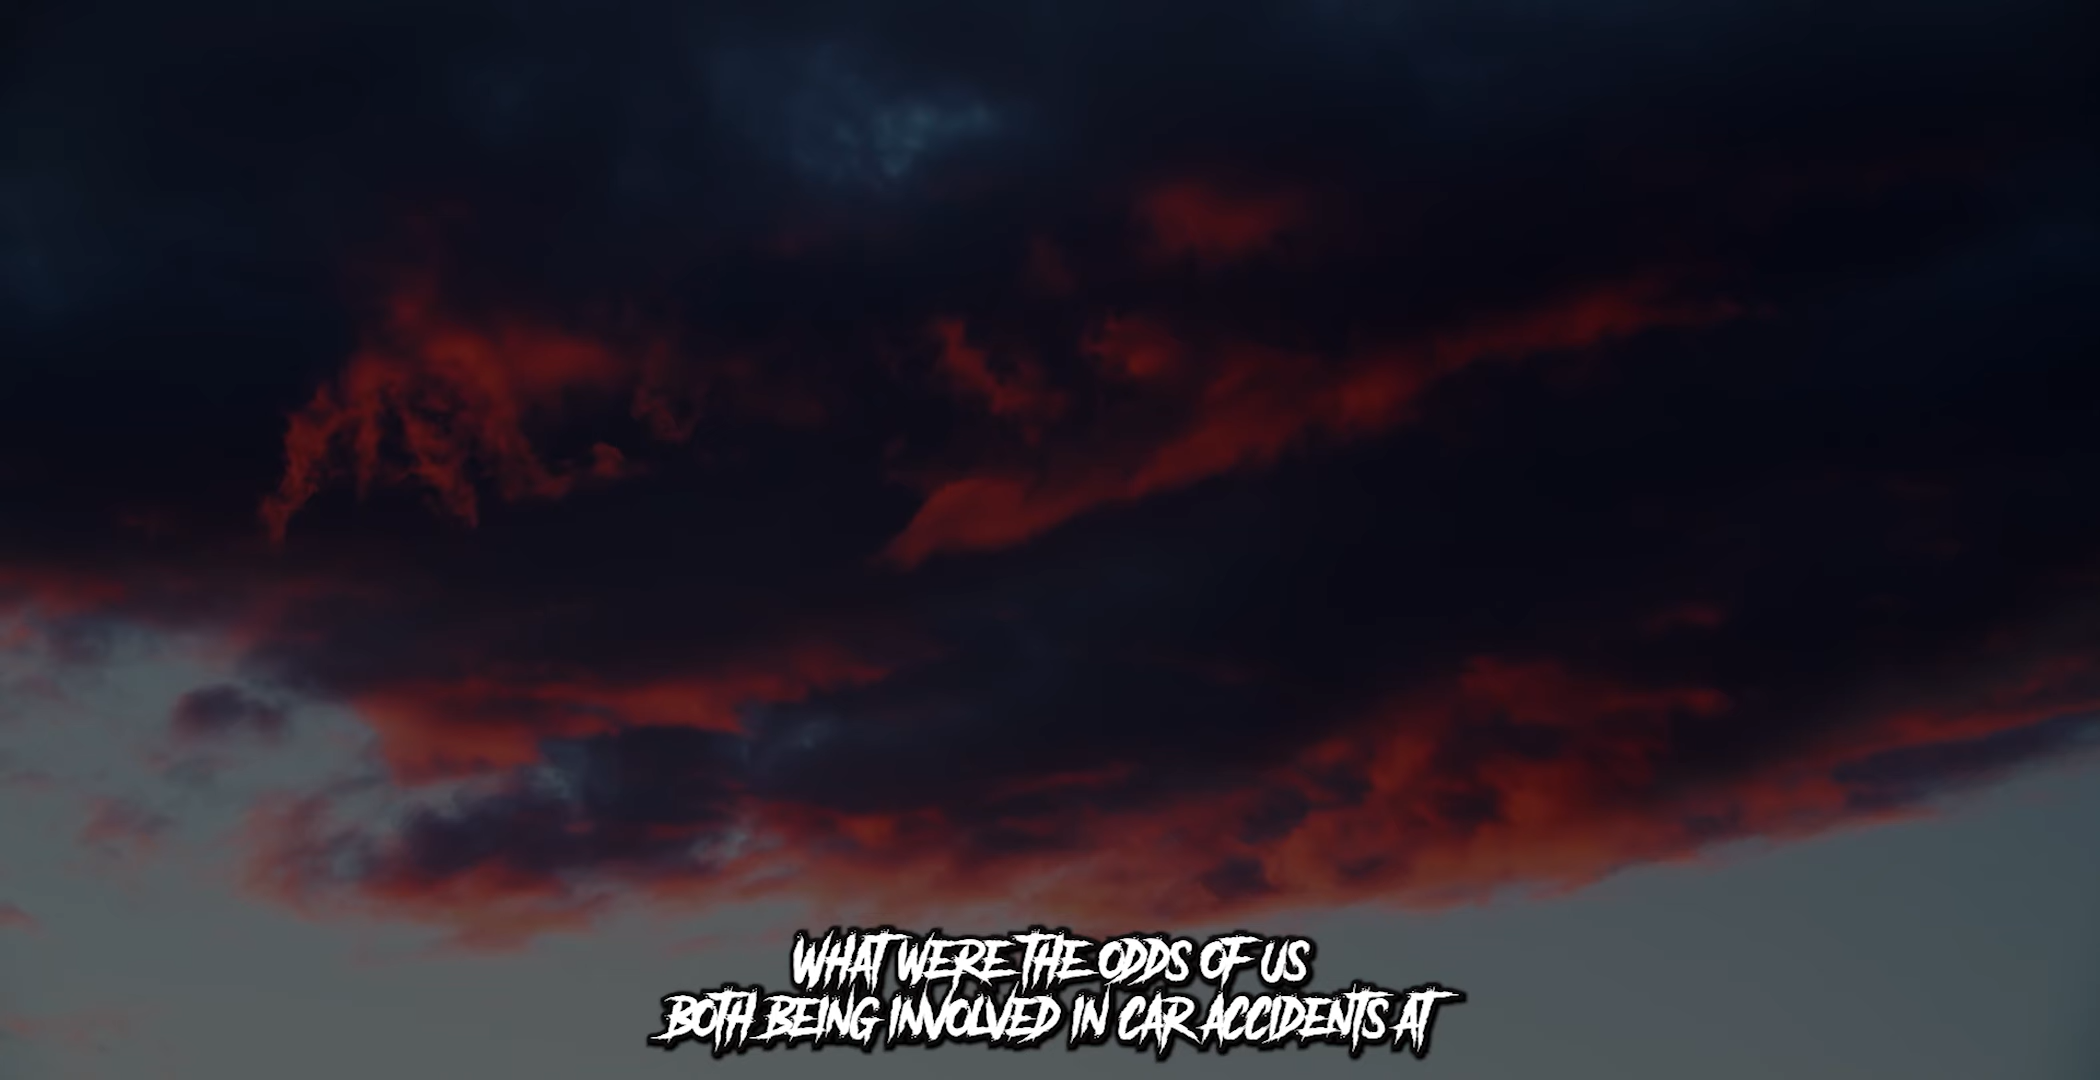 WHAT WERE THE ODDS OF US
BOTH BEING INVOLVED IN CAR ACCIDENTS AT